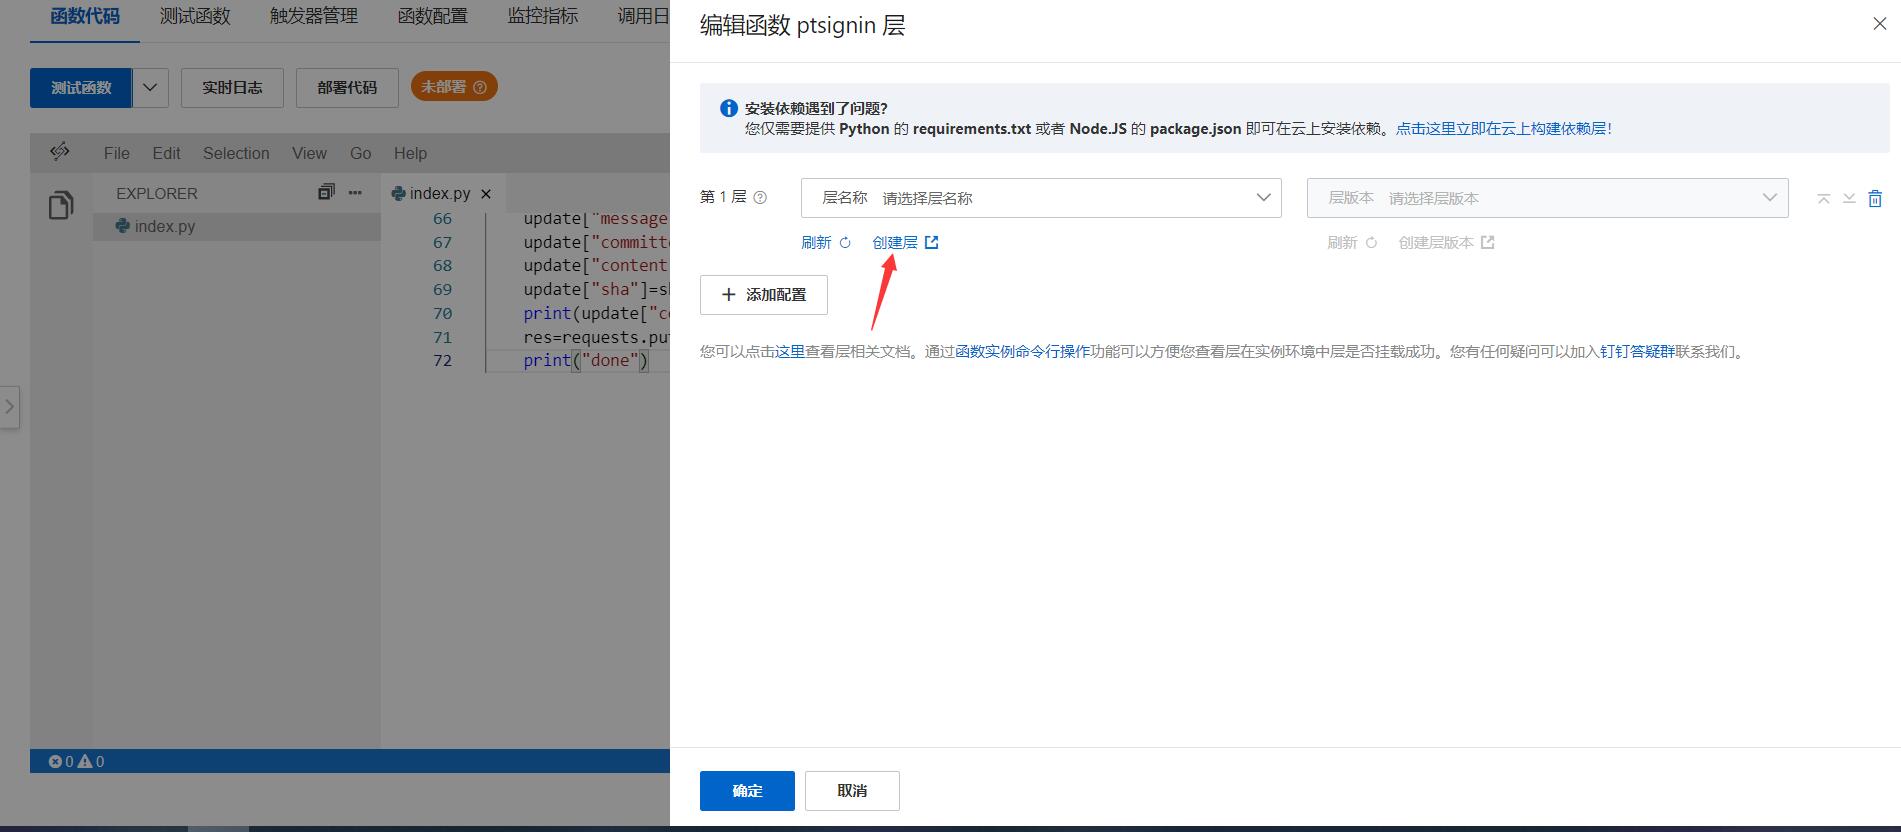 函数代码 测试函数 触发器管理 函数配置 监控指标 调用日
测试函数 实时日志 部署代码 未部署
File Edit Selection View Go Help
EXPLORER
index.py
index.py
66 update["message
67 update["committ
68 update["content
69 update["sha"]=s
70 print(update["c
71 res=requests.pu
72 print("done")
0 0
编辑函数 ptsignin 层
安装依赖遇到了问题?
您仅需要提供 Python 的 requirements.txt 或者 Node.JS 的 package.json 即可在云上安装依赖。点击这里立即在云上构建依赖层!
第 1 层 层名称 请选择层名称 层版本 请选择层版本
刷新 创建层 刷新 创建层版本
添加配置
您可以点击这里查看层相关文档。通过函数实例命令行操作功能可以方便您查看层在实例环境中层是否挂载成功。您有任何疑问可以加入钉钉答疑群联系我们。
确定 取消